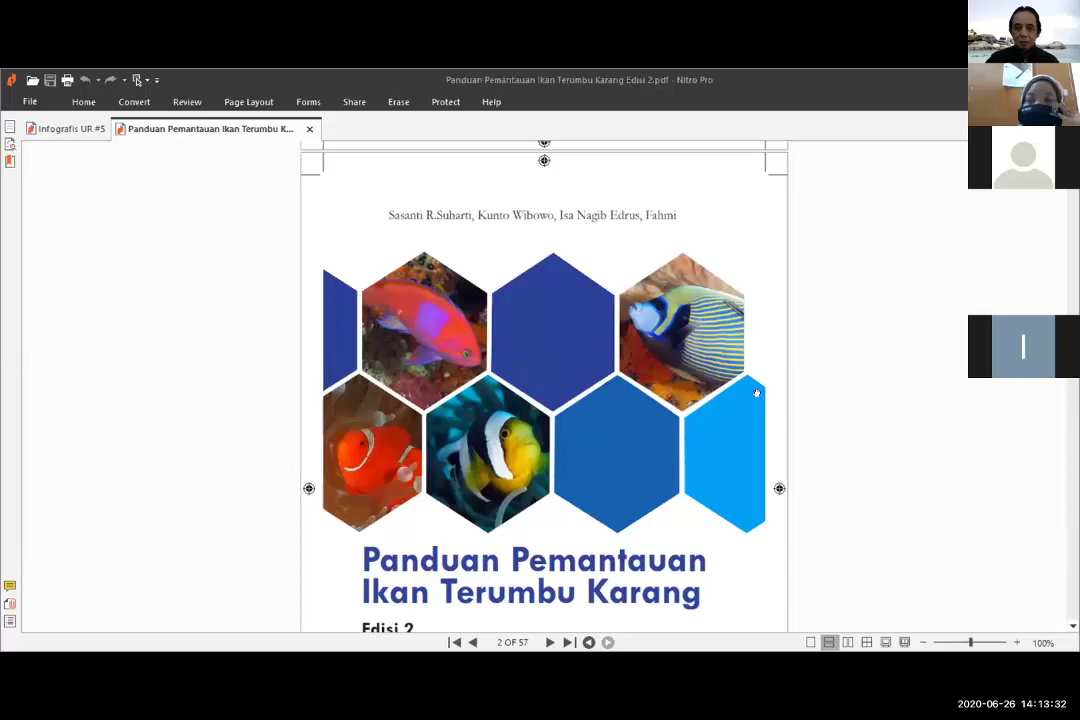 Panduan Pemantauan Ikan Terumbu Karang Edisi 2.pdf - Nitro Pro
File Home Convert Review Page Layout Forms Share Erase Protect Help
Infografis UR #5 Panduan Pemantauan Ikan Terumbu K...
Sasanti R.Suharti, Kunto Wibowo, Isa Nagib Edrus, Fahmi
I
Panduan Pemantauan
Ikan Terumbu Karang
Edisi 2
2 OF 57
100%
2020-06-26 14:13:32